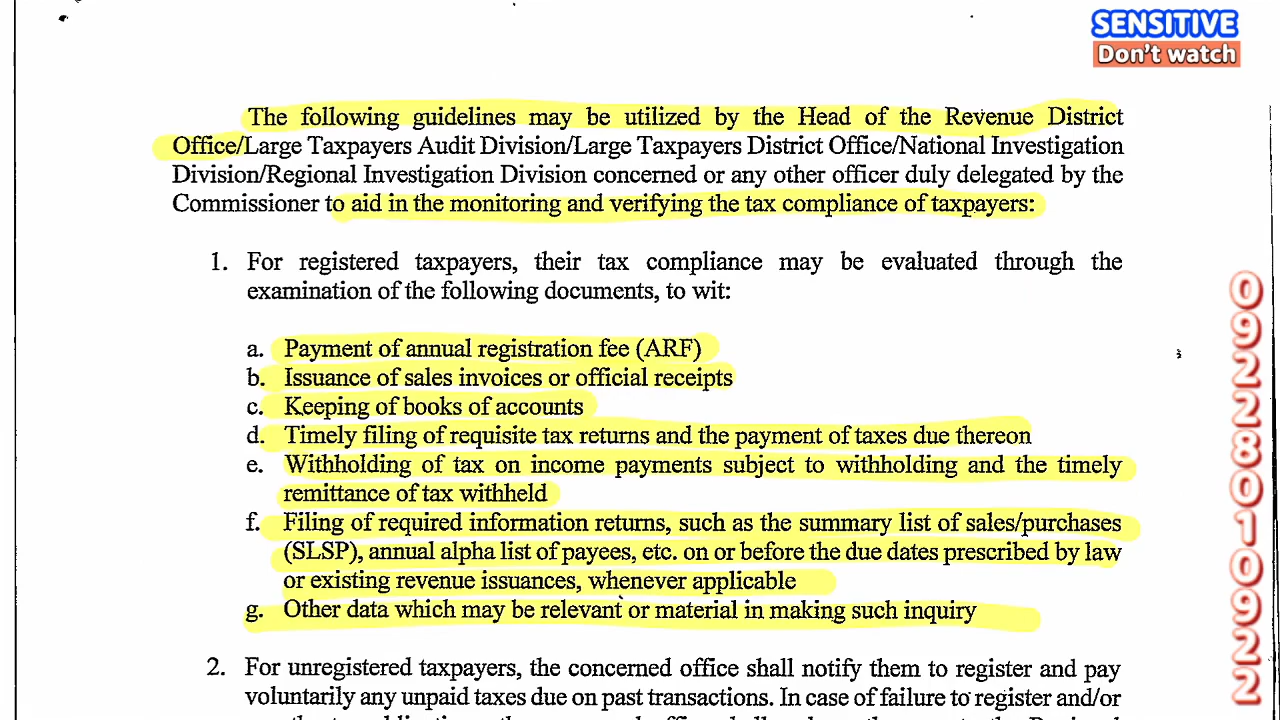 SENSITIVE
Don't watch
The following guidelines may be utilized by the Head of the Revenue District
Office/Large Taxpayers Audit Division/Large Taxpayers District Office/National Investigation
Division/Regional Investigation Division concerned or any other officer duly delegated by the
Commissioner to aid in the monitoring and verifying the tax compliance of taxpayers:
1. For registered taxpayers, their tax compliance may be evaluated through the
examination of the following documents, to wit:
a. Payment of annual registration fee (ARF)
b. Issuance of sales invoices or official receipts
c. Keeping of books of accounts
d. Timely filing of requisite tax returns and the payment of taxes due thereon
e. Withholding of tax on income payments subject to withholding and the timely
remittance of tax withheld
f. Filing of required information returns, such as the summary list of sales/purchases
(SLSP), annual alpha list of payees, etc. on or before the due dates prescribed by law
or existing revenue issuances, whenever applicable
g. Other data which may be relevant or material in making such inquiry
2. For unregistered taxpayers, the concerned office shall notify them to register and pay
voluntarily any unpaid taxes due on past transactions. In case of failure to register and/or
09228010922